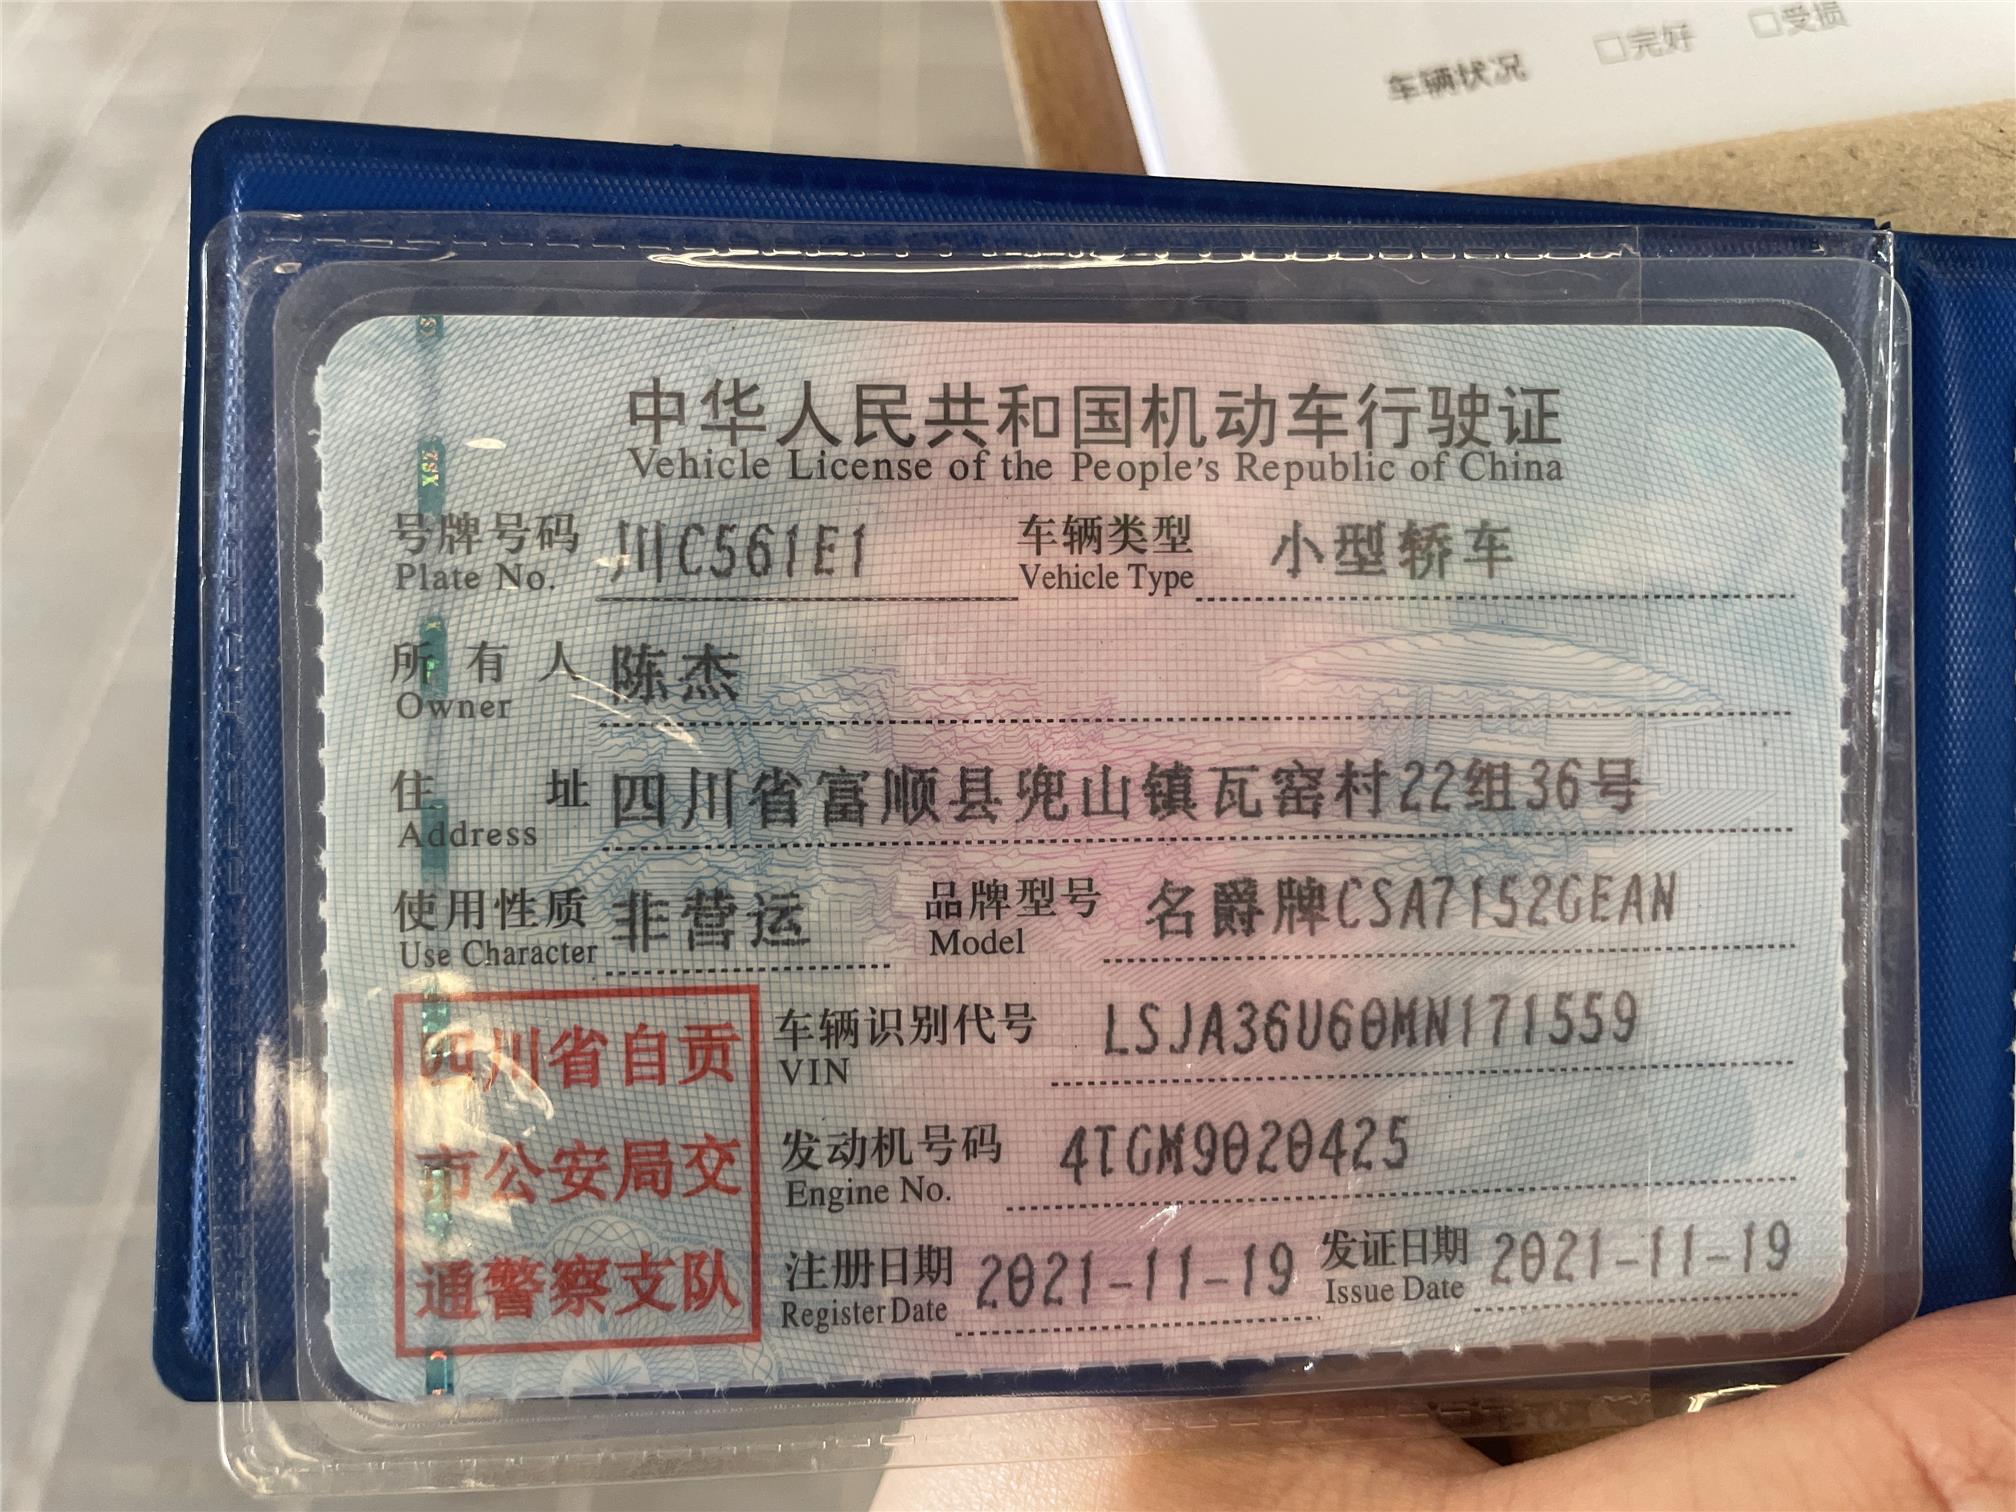 车辆状况 □完好 □受损
中华人民共和国机动车行驶证
Vehicle License of the People's Republic of China
号牌号码 川C561E1 车辆类型 小型轿车
Plate No. Vehicle Type
所有人 陈杰
Owner
住址 四川省富顺县兜山镇瓦窑村22组36号
Address
使用性质 非营运 品牌型号 名爵牌CSA7152GEAN
Use Character Model
四川省自贡
市公安局交
通警察支队
车辆识别代号 LSJA36U60MN171559
VIN
发动机号码 4TGM9020425
Engine No.
注册日期 2021-11-19 发证日期 2021-11-19
Register Date Issue Date